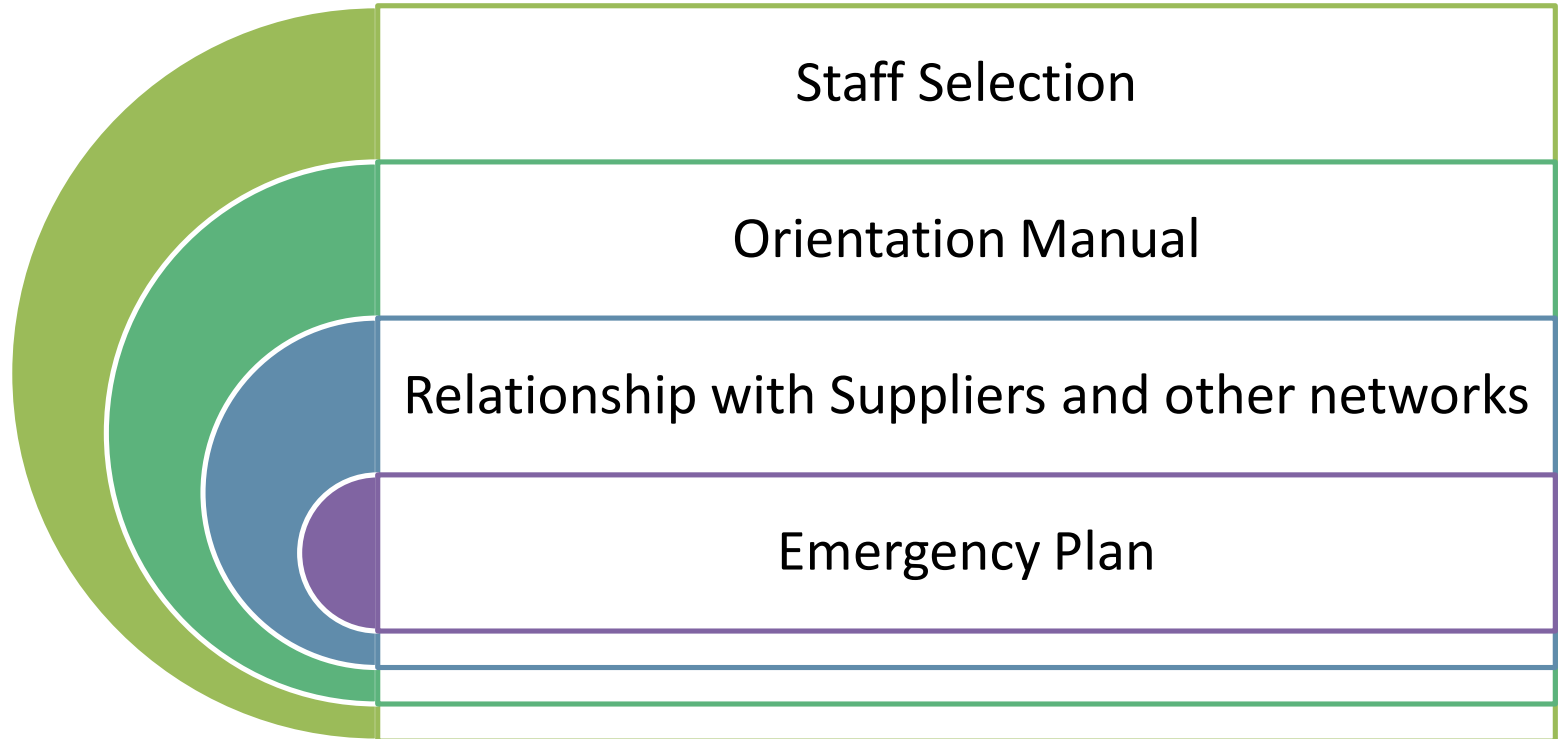 Staff Selection
Orientation Manual
Relationship with Suppliers and other networks
Emergency Plan